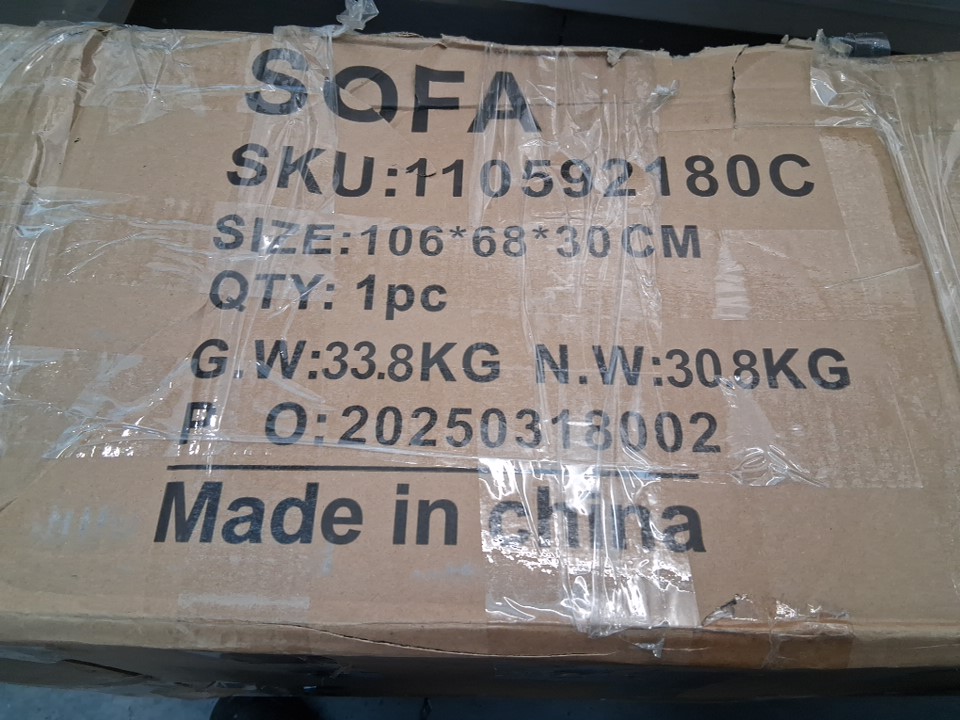 SOFA
SKU:110592180C
SIZE:106*68*30CM
QTY: 1pc
G.W:33.8KG N.W:30.8KG
P O:20250318002
Made in china